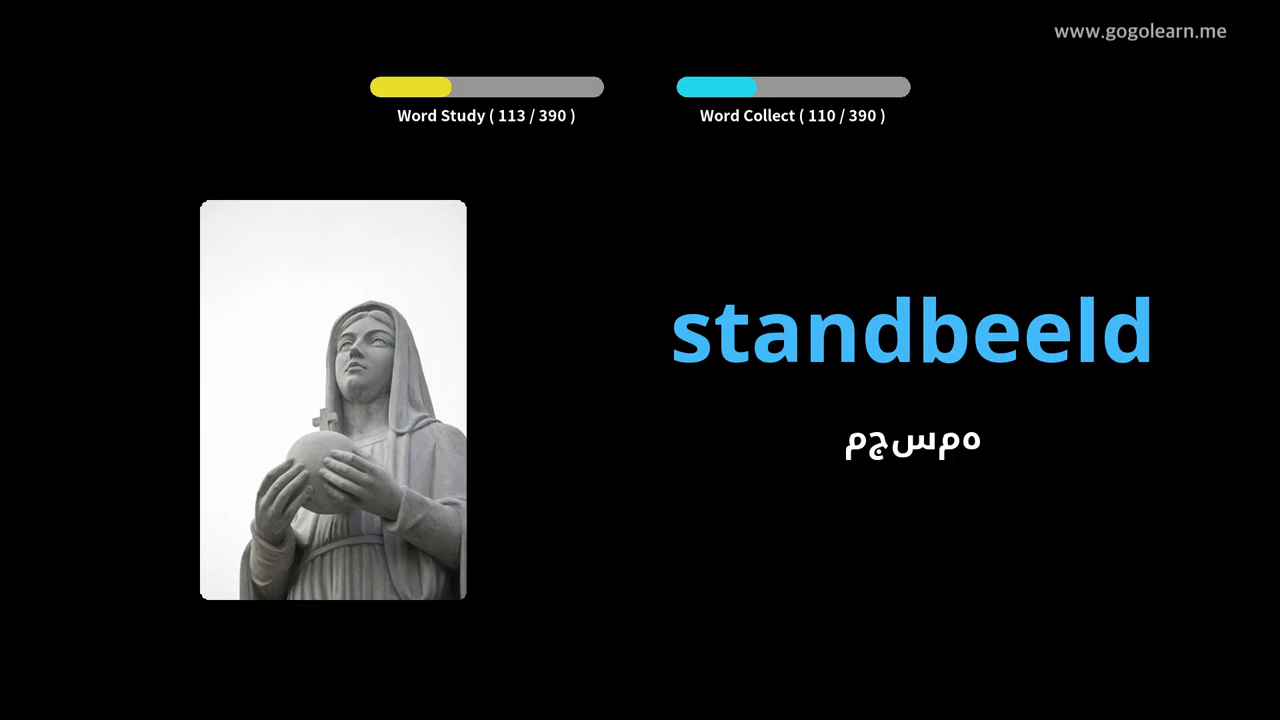 www.gogolearn.me
Word Study ( 113 / 390 )
Word Collect ( 110 / 390 )
standbeeld
مجسمه